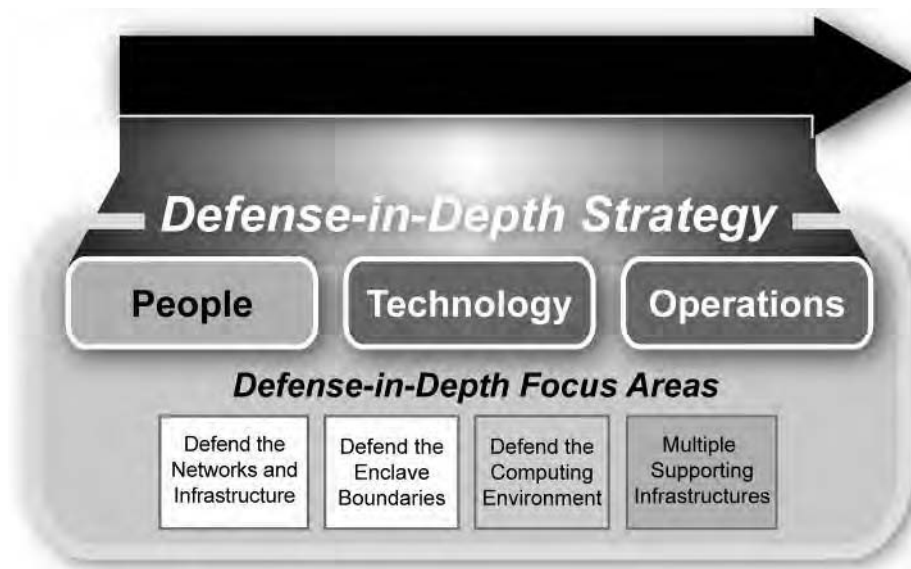 Defense-in-Depth Strategy
People
Technology
Operations
Defense-in-Depth Focus Areas
Defend the
Networks and
Infrastructure
Defend the
Enclave
Boundaries
Defend the
Computing
Environment
Multiple
Supporting
Infrastructures